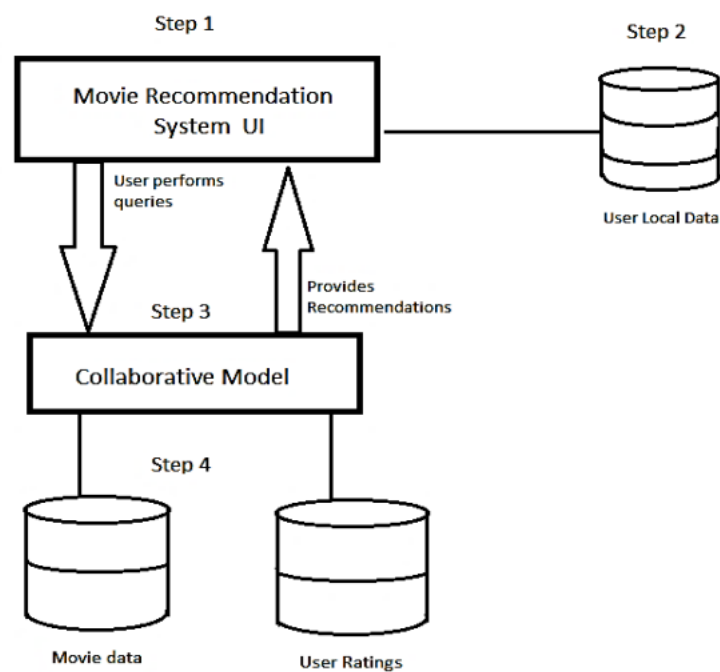 Step 1
Step 2
Movie Recommendation
System UI
User Local Data
User performs
queries
Provides
Recommendations
Step 3
Collaborative Model
Step 4
Movie data
User Ratings